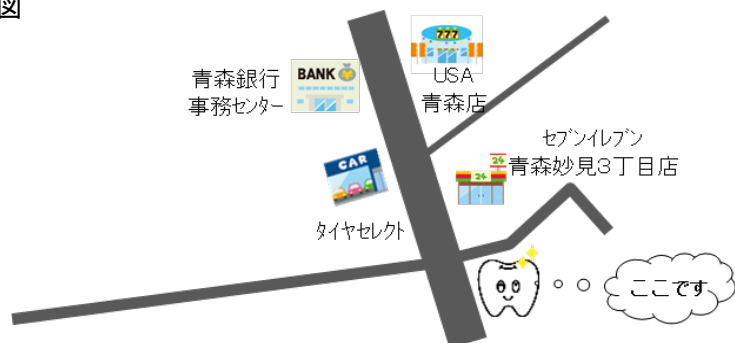 図
777
USA
青森店
青森銀行
事務センター
BANK
セブンイレブン
青森妙見3丁目店
24
24
CAR
タイヤセレクト
ここです